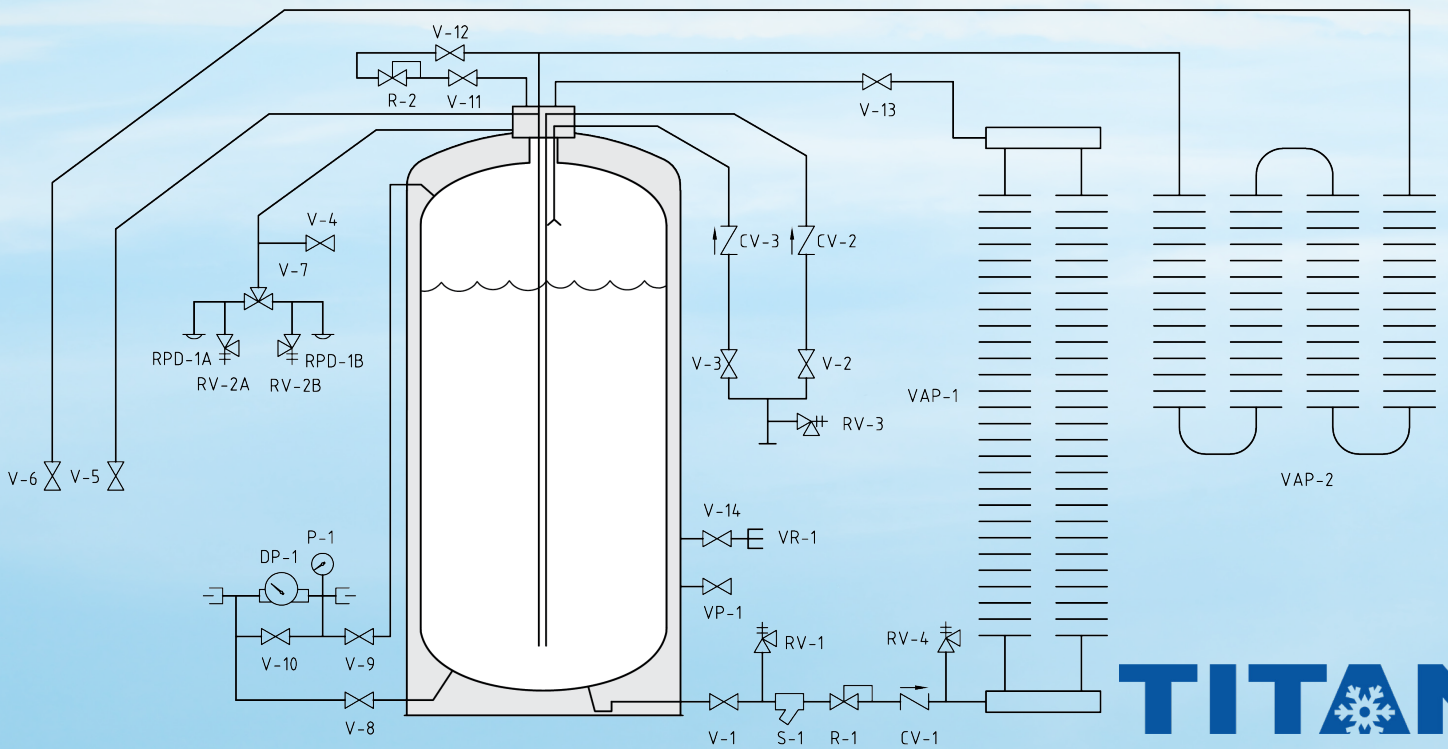 V-12
R-2
V-11
V-13
V-4
V-7
CV-3
CV-2
RPD-1A
RPD-1B
RV-2A
RV-2B
V-3
V-2
VAP-1
RV-3
V-6
V-5
VAP-2
V-14
VR-1
P-1
DP-1
VP-1
RV-1
RV-4
V-10
V-9
V-8
V-1
S-1
R-1
CV-1
TITAN